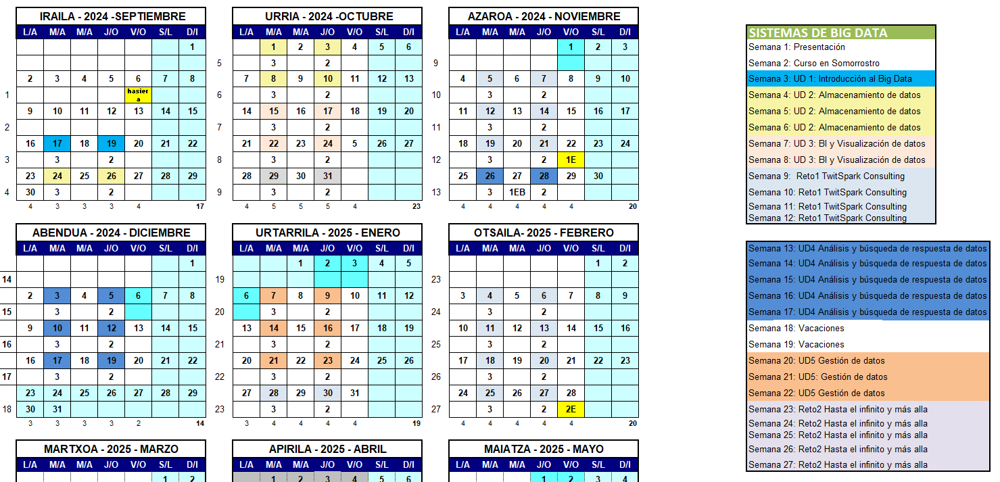 IRAILA - 2024 -SEPTIEMBRE
L/A M/A M/A J/O V/O S/L D/I
1
2 3 4 5 6 7 8
1 hasier
a
9 10 11 12 13 14 15
2
16 17 18 19 20 21 22
3 3 2
23 24 25 26 27 28 29
4 30 3 2
4 3 3 3 4 17
URRIA - 2024 -OCTUBRE
L/A M/A M/A J/O V/O S/L D/I
1 2 3 4 5 6
5 3 2
7 8 9 10 11 12 13
6 3 2
14 15 16 17 18 19 20
7 3 2
21 22 23 24 5 26 27
8 3 2
28 29 30 31
9 3 2
4 5 5 5 4 23
AZAROA - 2024 - NOVIEMBRE
L/A M/A M/A J/O V/O S/L D/I
1 2 3
9
4 5 6 7 8 9 10
10 3 2
11 12 13 14 15 16 17
11 3 2
18 19 20 21 22 23 24
12 3 2 1E
25 26 27 28 29 30
13 3 1EB 2
4 4 4 4 4 20
SISTEMAS DE BIG DATA
Semana 1: Presentación
Semana 2: Curso en Somorrostro
Semana 3: UD 1: Introducción al Big Data
Semana 4: UD 2: Almacenamiento de datos
Semana 5: UD 2: Almacenamiento de datos
Semana 6: UD 2: Almacenamiento de datos
Semana 7: UD 3: BI y Visualización de datos
Semana 8: UD 3: BI y Visualización de datos
Semana 9:  Reto1 TwitSpark Consulting
Semana 10: Reto1 TwitSpark Consulting
Semana 11: Reto1 TwitSpark Consulting
Semana 12: Reto1 TwitSpark Consulting
ABENDUA - 2024 - DICIEMBRE
L/A M/A M/A J/O V/O S/L D/I
1
14
2 3 4 5 6 7 8
15 3 2
9 10 11 12 13 14 15
16 3 2
16 17 18 19 20 21 22
17 3 2
23 24 25 26 27 28 29
18 30 31
3 3 3 3 2 14
URTARRILA - 2025 - ENERO
L/A M/A M/A J/O V/O S/L D/I
1 2 3 4 5
19
6 7 8 9 10 11 12
20 3 2
13 14 15 16 17 18 19
21 3 2
20 21 22 23 24 25 26
22 3 2
27 28 29 30 31
23 3 2
3 4 4 4 4 19
OTSAILA- 2025 - FEBRERO
L/A M/A M/A J/O V/O S/L D/I
1 2
23
3 4 5 6 7 8 9
24 3 2
10 11 12 13 14 15 16
25 3 2
17 18 19 20 21 22 23
26 3 2
24 25 26 27 28
27 3 2 2E
4 4 4 4 4 20
Semana 13: UD4 Análisis y búsqueda de respuesta de datos
Semana 14: UD4 Análisis y búsqueda de respuesta de datos
Semana 15: UD4 Análisis y búsqueda de respuesta de datos
Semana 16: UD4 Análisis y búsqueda de respuesta de datos
Semana 17: UD4 Análisis y búsqueda de respuesta de datos
Semana 18: Vacaciones
Semana 19: Vacaciones
Semana 20: UD5 Gestión de datos
Semana 21: UD5: Gestión de datos
Semana 22: UD5 Gestión de datos
Semana 23: Reto2 Hasta el infinito y más alla
Semana 24: Reto2 Hasta el infinito y más alla
Semana 25: Reto2 Hasta el infinito y más alla
Semana 26: Reto2 Hasta el infinito y más alla
Semana 27: Reto2 Hasta el infinito y más alla
MARTXOA - 2025 - MARZO
L/A M/A M/A J/O V/O S/L D/I
1 2
APIRILA - 2025 - ABRIL
L/A M/A M/A J/O V/O S/L D/I
1 2 3 4 5 6
MAIATZA - 2025 - MAYO
L/A M/A M/A J/O V/O S/L D/I
1 2 3 4